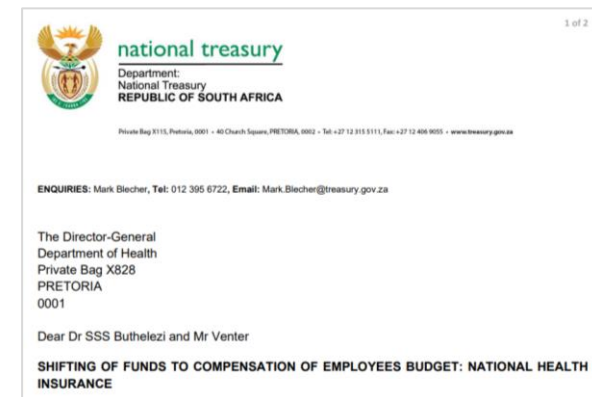 1 of 2
national treasury
Department:
National Treasury
REPUBLIC OF SOUTH AFRICA
Private Bag X115, Pretoria, 0001 • 40 Church Square, PRETORIA, 0002 • Tel: +27 12 315 5111, Fax: +27 12 406 9055 • www.treasury.gov.za
ENQUIRIES: Mark Blecher, Tel: 012 395 6722, Email: Mark.Blecher@treasury.gov.za
The Director-General
Department of Health
Private Bag X828
PRETORIA
0001
Dear Dr SSS Buthelezi and Mr Venter
SHIFTING OF FUNDS TO COMPENSATION OF EMPLOYEES BUDGET: NATIONAL HEALTH
INSURANCE